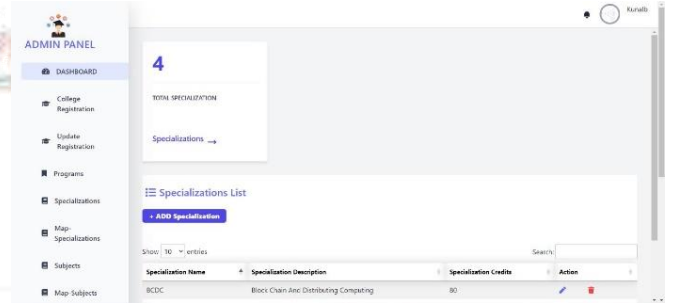 Kunalb
ADMIN PANEL
DASHBOARD
College
Registration
Update
Registration
Programs
Specializations
Map-
Specializations
Subjects
Map-Subjects
4
TOTAL SPECIALIZATION
Specializations →
Specializations List
+ ADD Specialization
Show 10 entries
Search:
Specialization Name Specialization Description Specialization Credits Action
BCDC Block Chain And Distributing Computing 80